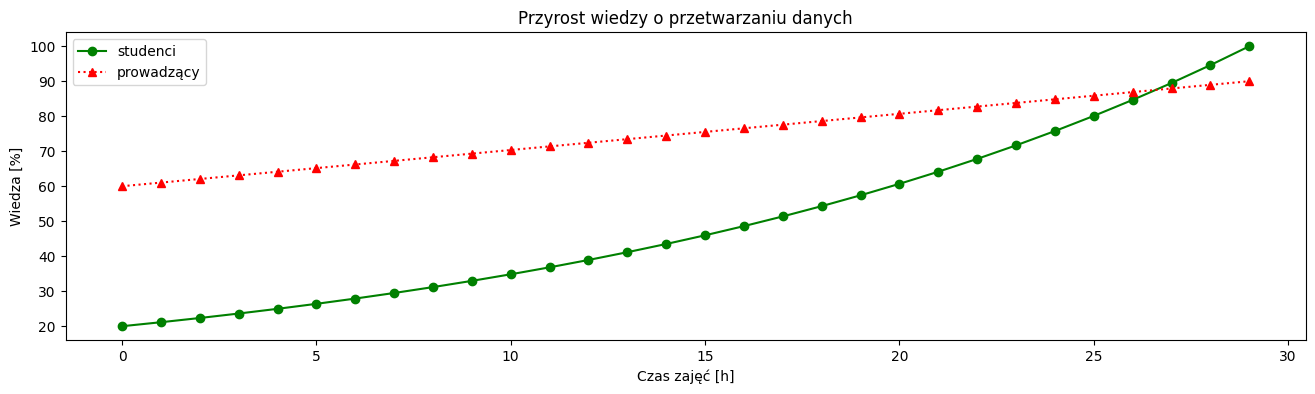 Przyrost wiedzy o przetwarzaniu danych
studenci
prowadzący
Wiedza [%]
100
90
80
70
60
50
40
30
20
0 5 10 15 20 25 30
Czas zajęć [h]